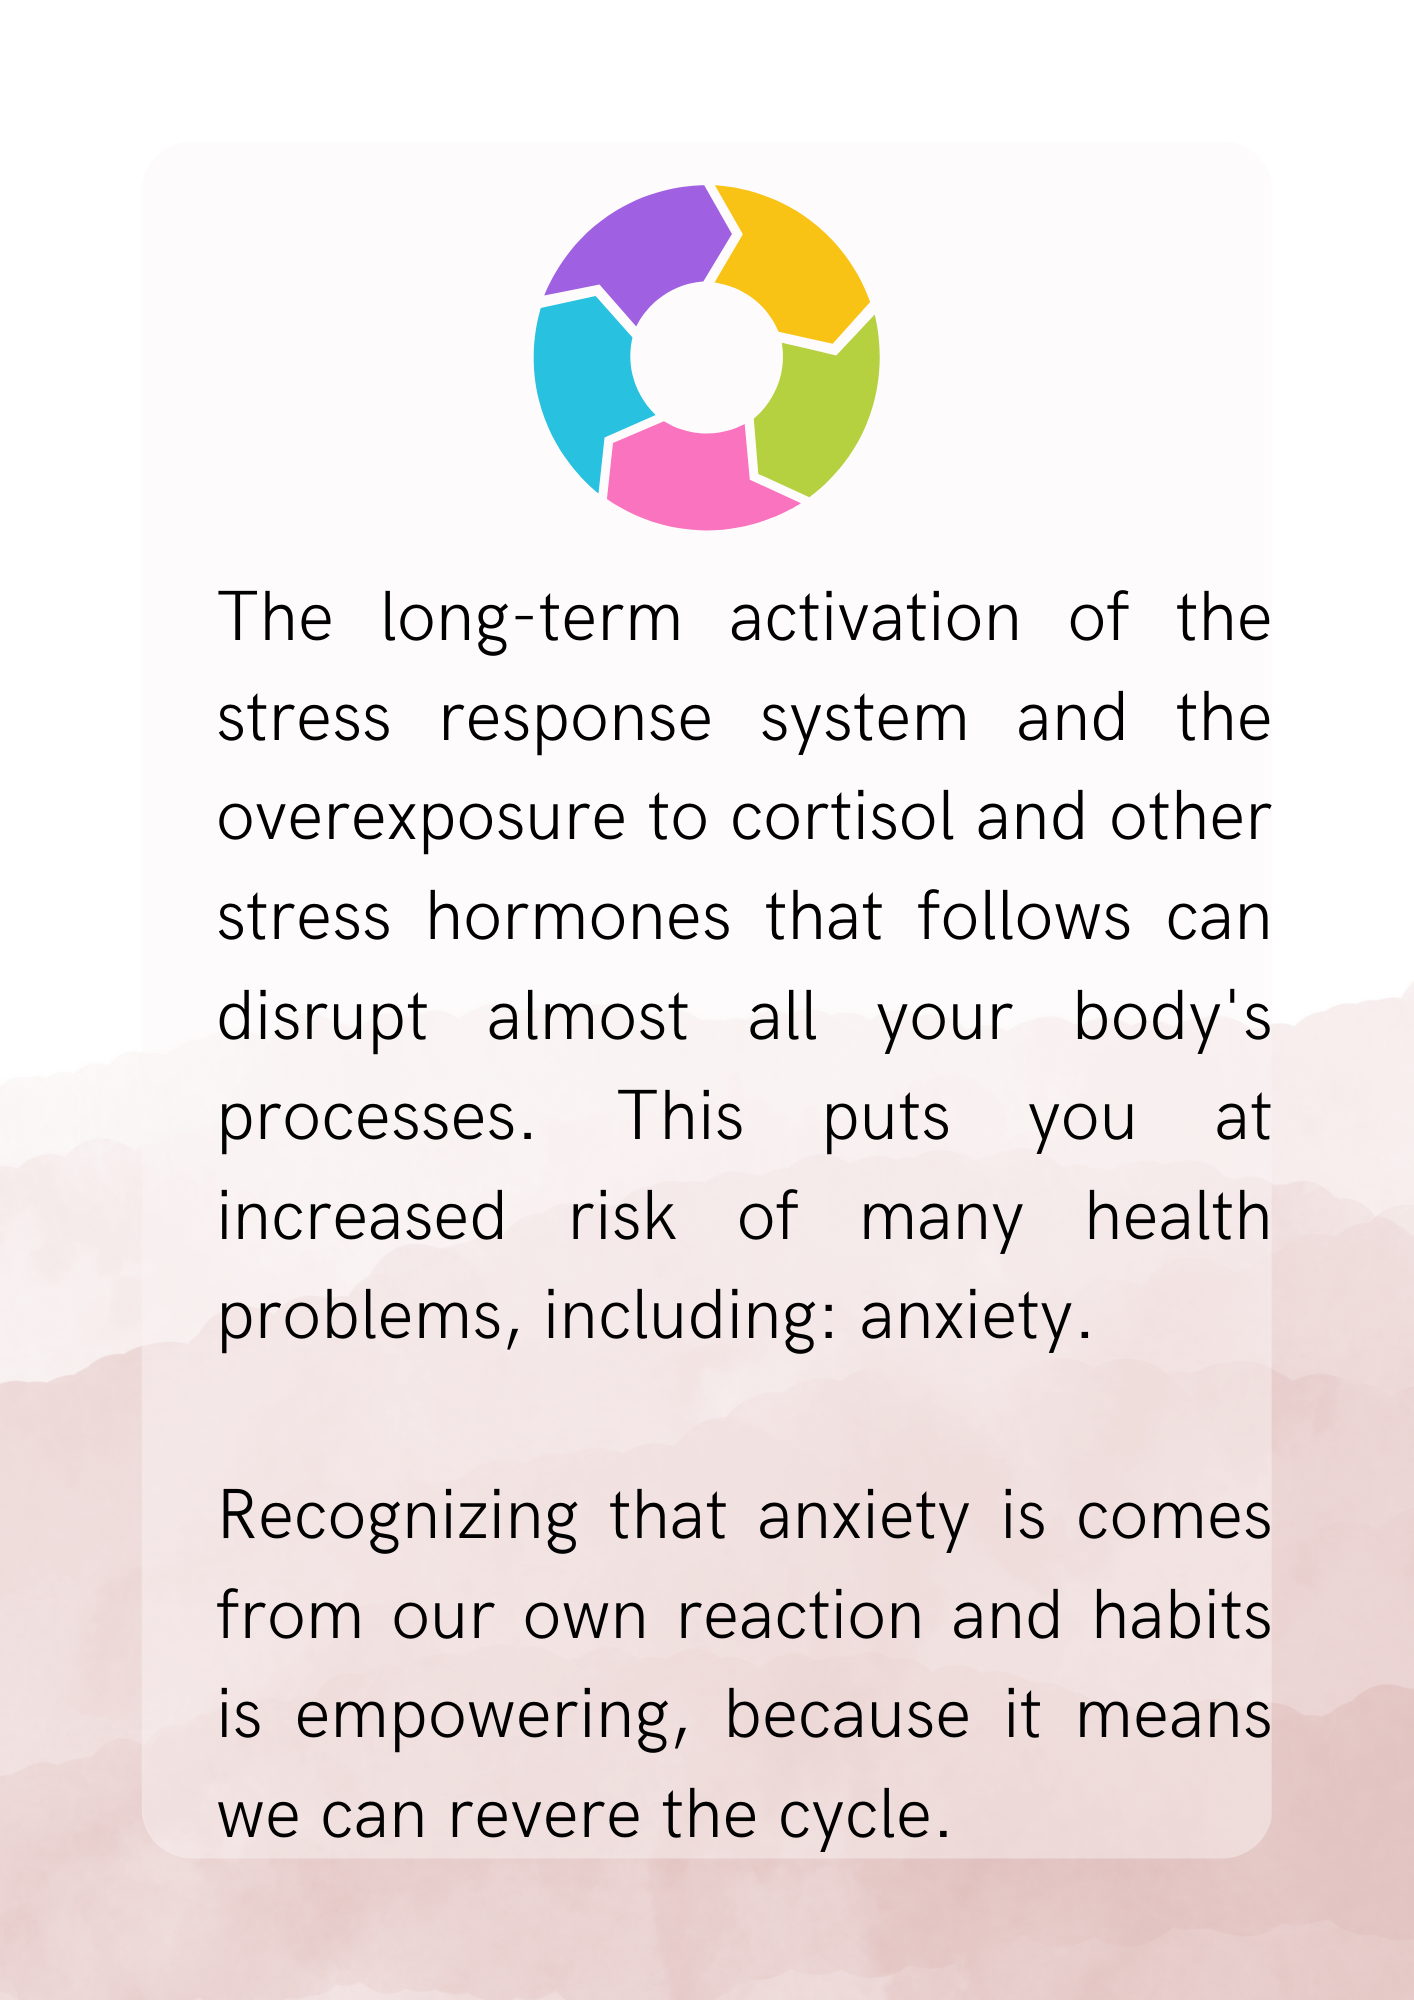 The long-term activation of the
stress response system and the
overexposure to cortisol and other
stress hormones that follows can
disrupt almost all your body's
processes. This puts you at
increased risk of many health
problems, including: anxiety.
Recognizing that anxiety is comes
from our own reaction and habits
is empowering, because it means
we can revere the cycle.